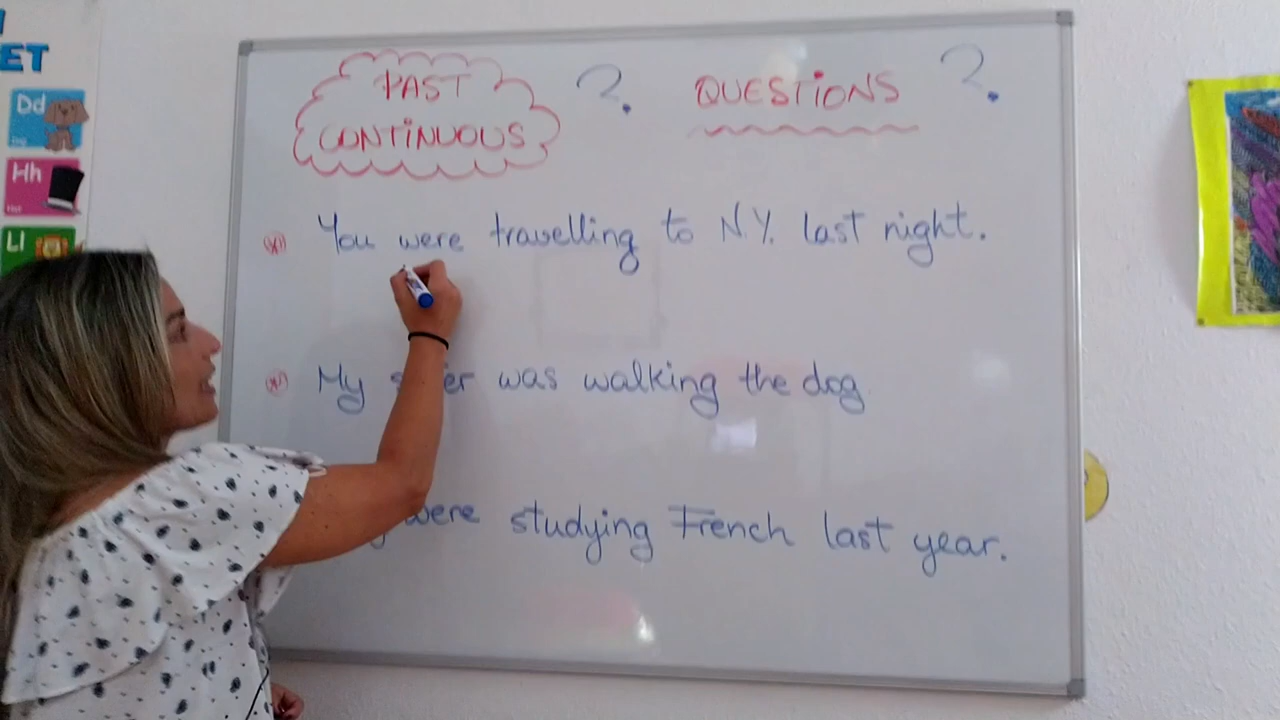 ET
Dd
Hh
Ll
PAST
CONTINUOUS ?
QUESTIONS ?
You were travelling to N.Y. last night.
My was walking the dog
were studying French last year.